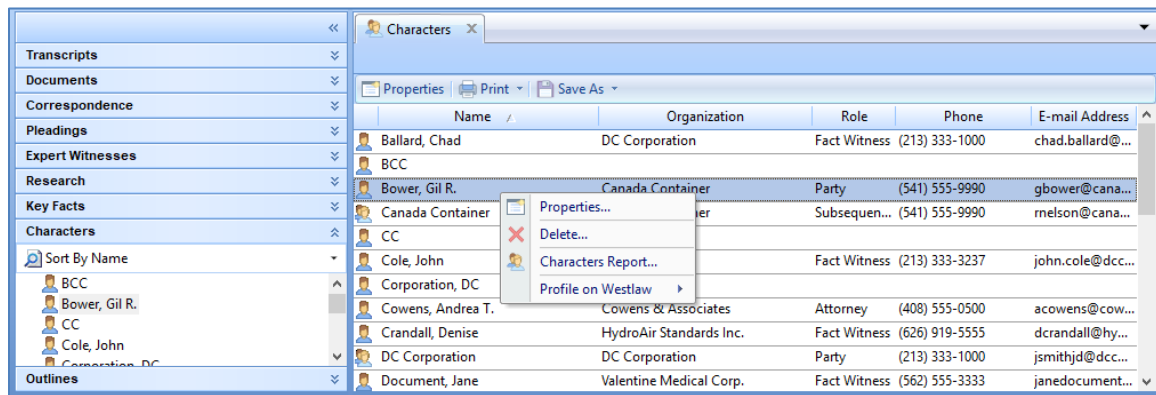 Characters X
Transcripts
Documents
Correspondence
Pleadings
Expert Witnesses
Research
Key Facts
Characters
Sort By Name
BCC
Bower, Gil R.
CC
Cole, John
Corporation, DC
Outlines
Properties Print Save As
Name Organization Role Phone E-mail Address
Ballard, Chad DC Corporation Fact Witness (213) 333-1000 chad.ballard@...
BCC
Bower, Gil R. Canada Container Party (541) 555-9990 gbower@cana...
Canada Container er Subsequen... (541) 555-9990 rnelson@cana...
CC
Cole, John Fact Witness (213) 333-3237 john.cole@dcc...
Corporation, DC
Cowens, Andrea T. Cowens & Associates Attorney (408) 555-0500 acowens@cow...
Crandall, Denise HydroAir Standards Inc. Fact Witness (626) 919-5555 dcrandall@hy...
DC Corporation DC Corporation Party (213) 333-1000 jsmithjd@dcc...
Document, Jane Valentine Medical Corp. Fact Witness (562) 555-3333 janedocument...
Properties...
Delete...
Characters Report...
Profile on Westlaw